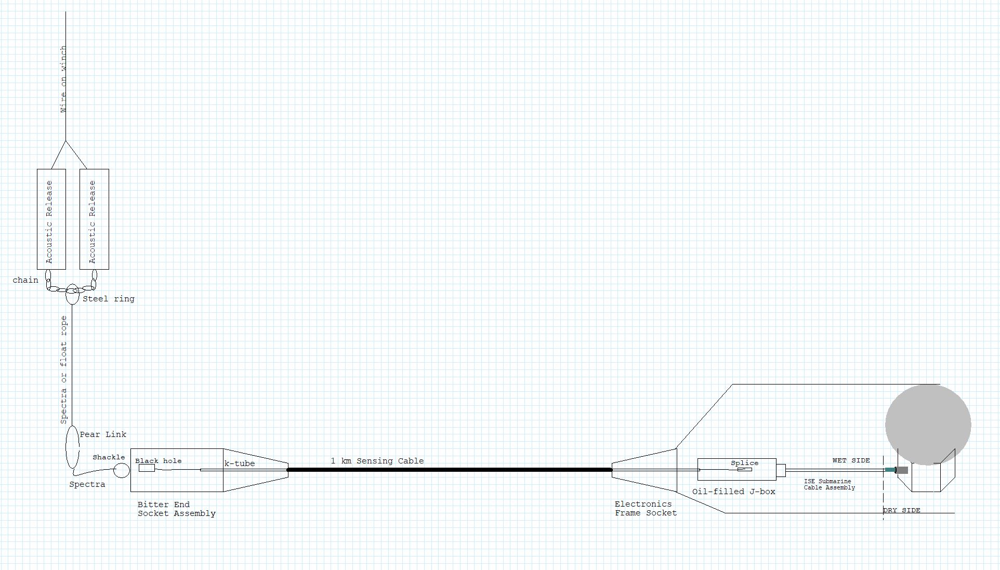 Wire on winch
Acoustic Release
Acoustic Release
chain
Steel ring
Spectra or float rope
Pear Link
Shackle
Spectra
Black hole
k-tube
Bitter End
Socket Assembly
1 km Sensing Cable
Electronics
Frame Socket
Splice
Oil-filled J-box
WET SIDE
ISE Submarine
Cable Assembly
DRY SIDE